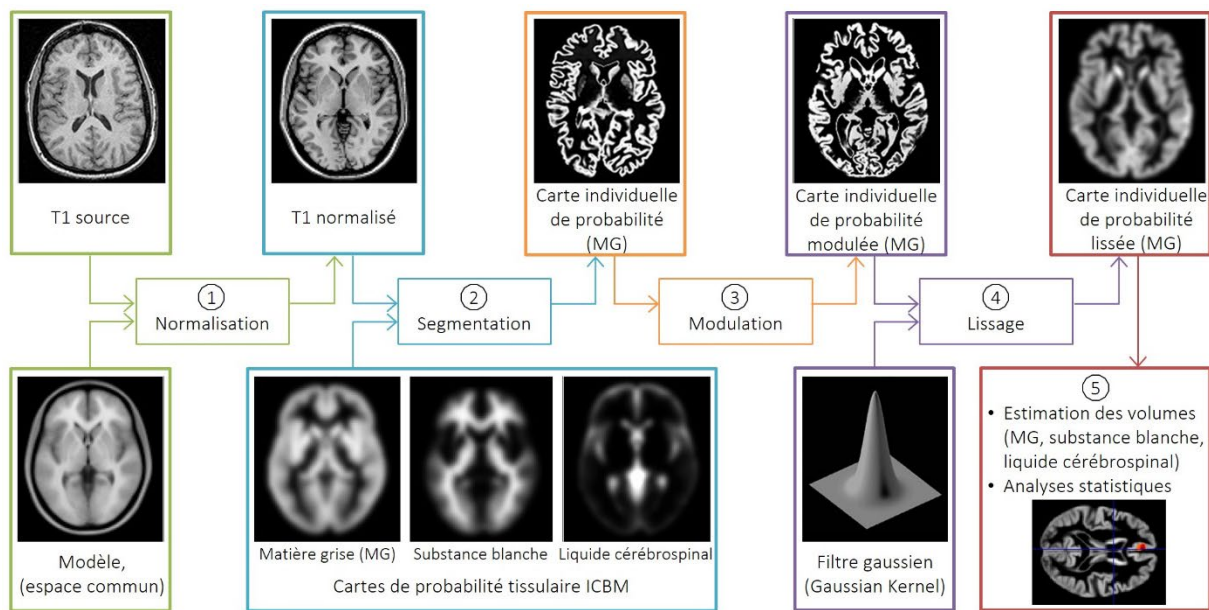 T1 source
T1 normalisé
Carte individuelle
de probabilité
(MG)
Carte individuelle
de probabilité
modulée (MG)
Carte individuelle
de probabilité
lissée (MG)
1
Normalisation
2
Segmentation
3
Modulation
4
Lissage
Modèle,
(espace commun)
Matière grise (MG)
Substance blanche
Liquide cérébrospinal
Cartes de probabilité tissulaire ICBM
Filtre gaussien
(Gaussian Kernel)
5
• Estimation des volumes
(MG, substance blanche,
liquide cérébrospinal)
• Analyses statistiques